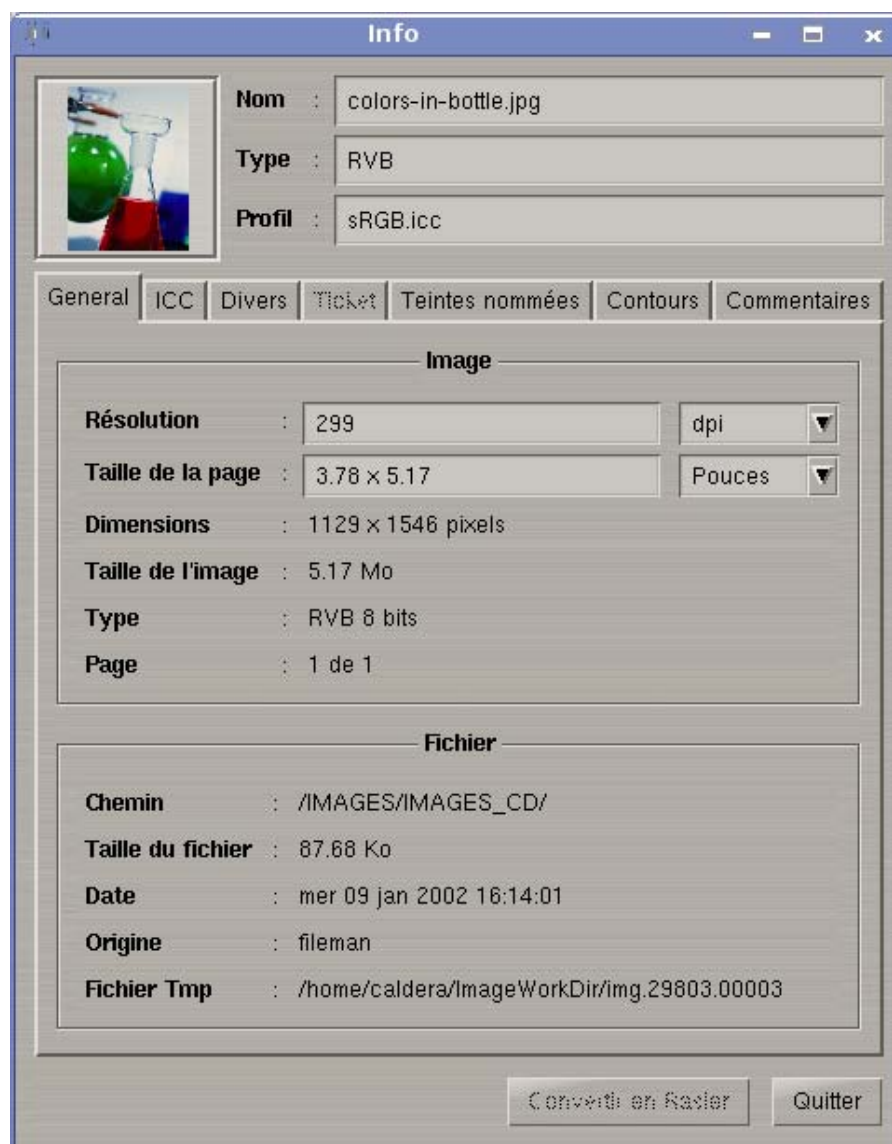 Info
Nom : colors-in-bottle.jpg
Type : RVB
Profil : sRGB.icc
General ICC Divers Ticket Teintes nommées Contours Commentaires
Image
Résolution : 299 dpi
Taille de la page : 3.78 x 5.17 Pouces
Dimensions : 1129 x 1546 pixels
Taille de l'image : 5.17 Mo
Type : RVB 8 bits
Page : 1 de 1
Fichier
Chemin : /IMAGES/IMAGES_CD/
Taille du fichier : 87.68 Ko
Date : mer 09 jan 2002 16:14:01
Origine : fileman
Fichier Tmp : /home/caldera/ImageWorkDir/img.29803.00003
Convertir en Raster Quitter